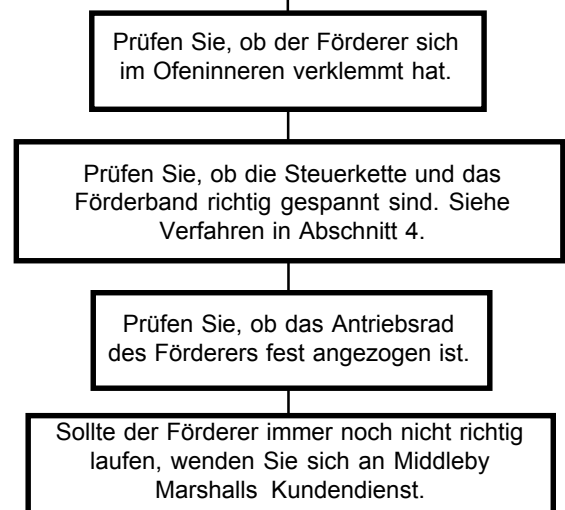 Prüfen Sie, ob der Förderer sich
im Ofeninneren verklemmt hat.
Prüfen Sie, ob die Steuerkette und das
Förderband richtig gespannt sind. Siehe
Verfahren in Abschnitt 4.
Prüfen Sie, ob das Antriebsrad
des Förderers fest angezogen ist.
Sollte der Förderer immer noch nicht richtig
laufen, wenden Sie sich an Middleby
Marshalls Kundendienst.